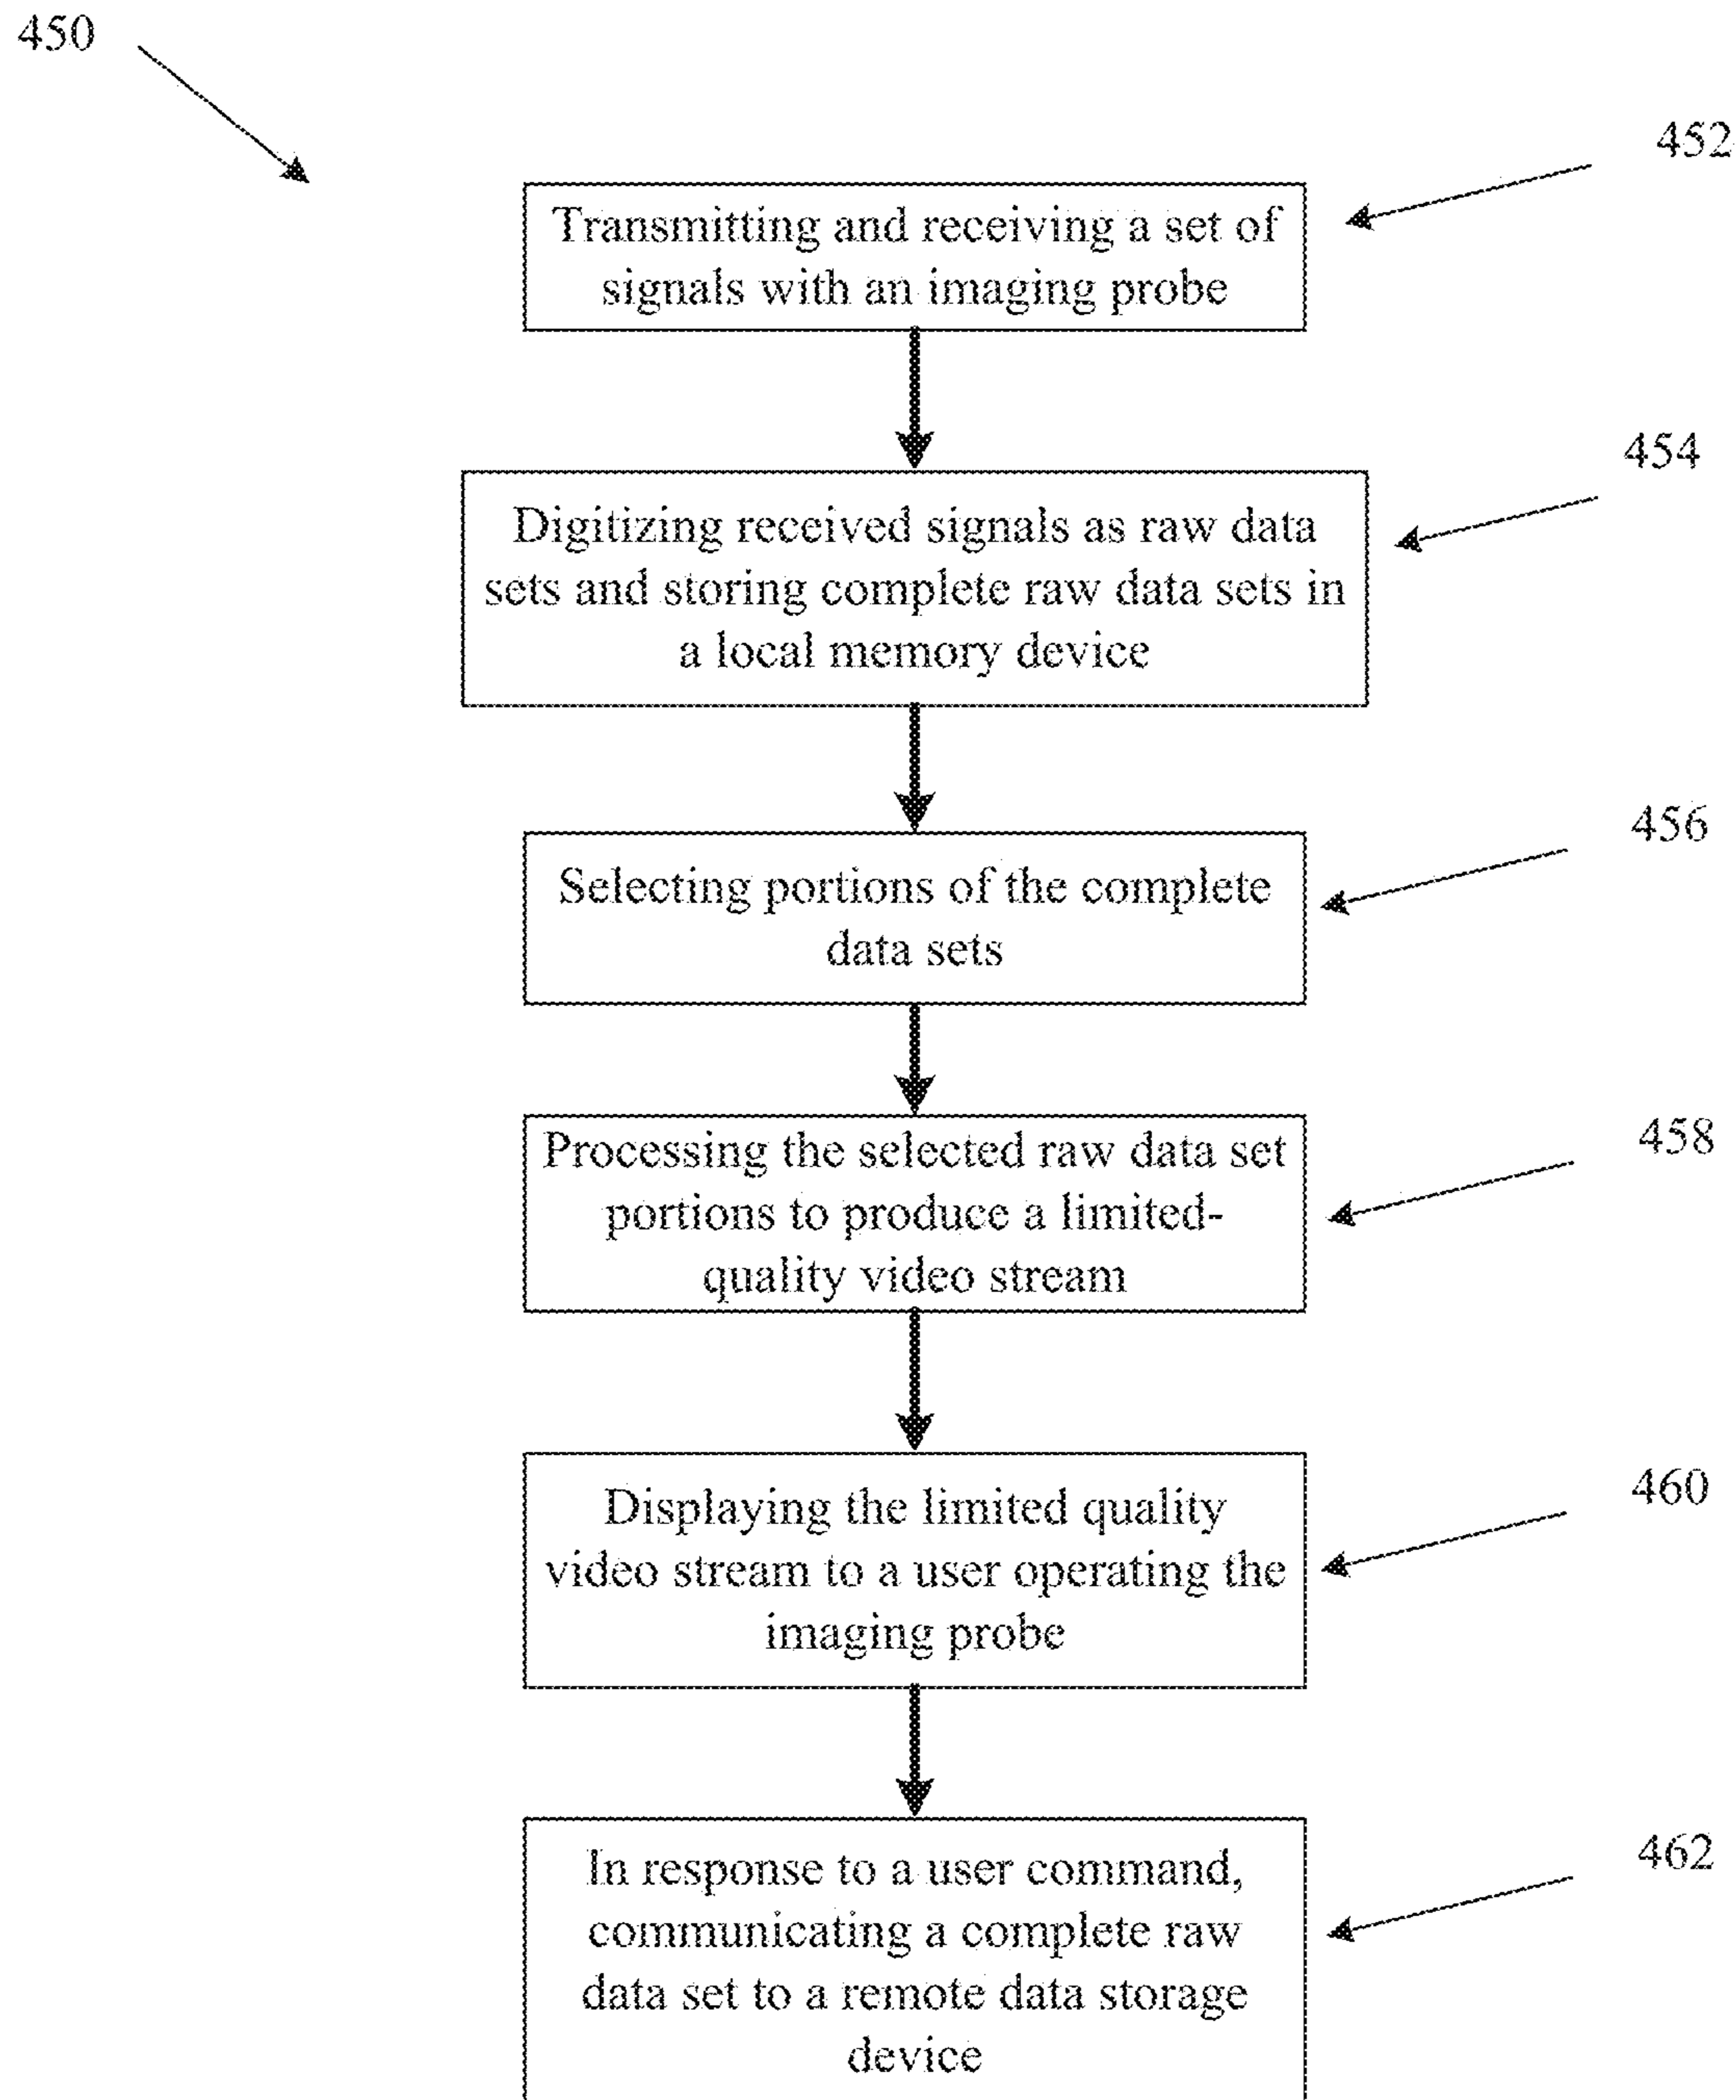 450
452
Transmitting and receiving a set of
signals with an imaging probe
454
Digitizing received signals as raw data
sets and storing complete raw data sets in
a local memory device
456
Selecting portions of the complete
data sets
458
Processing the selected raw data set
portions to produce a limited-
quality video stream
460
Displaying the limited quality
video stream to a user operating the
imaging probe
462
In response to a user command,
communicating a complete raw
data set to a remote data storage
device